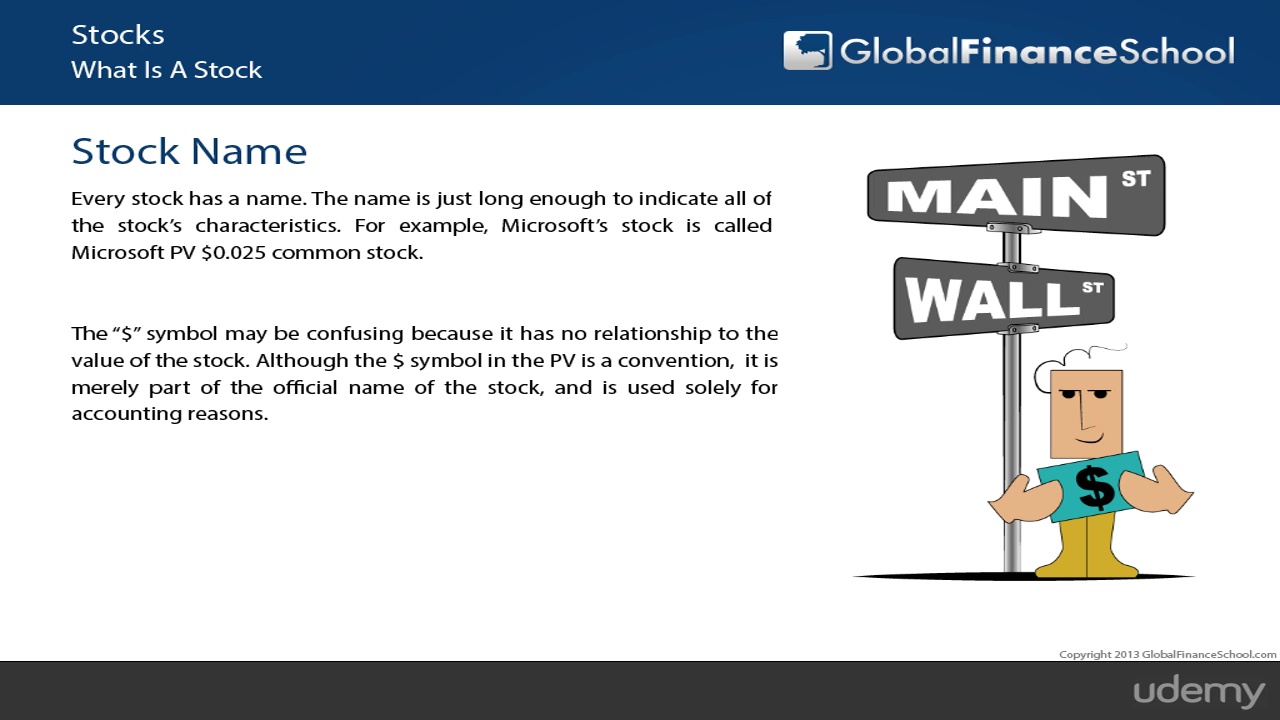 Stocks
What Is A Stock
GlobalFinanceSchool
Stock Name
Every stock has a name. The name is just long enough to indicate all of
the stock’s characteristics. For example, Microsoft’s stock is called
Microsoft PV $0.025 common stock.
The “$” symbol may be confusing because it has no relationship to the
value of the stock. Although the $ symbol in the PV is a convention, it is
merely part of the official name of the stock, and is used solely for
accounting reasons.
MAIN ST
WALL ST
$
Copyright 2013 GlobalFinanceSchool.com
udemy